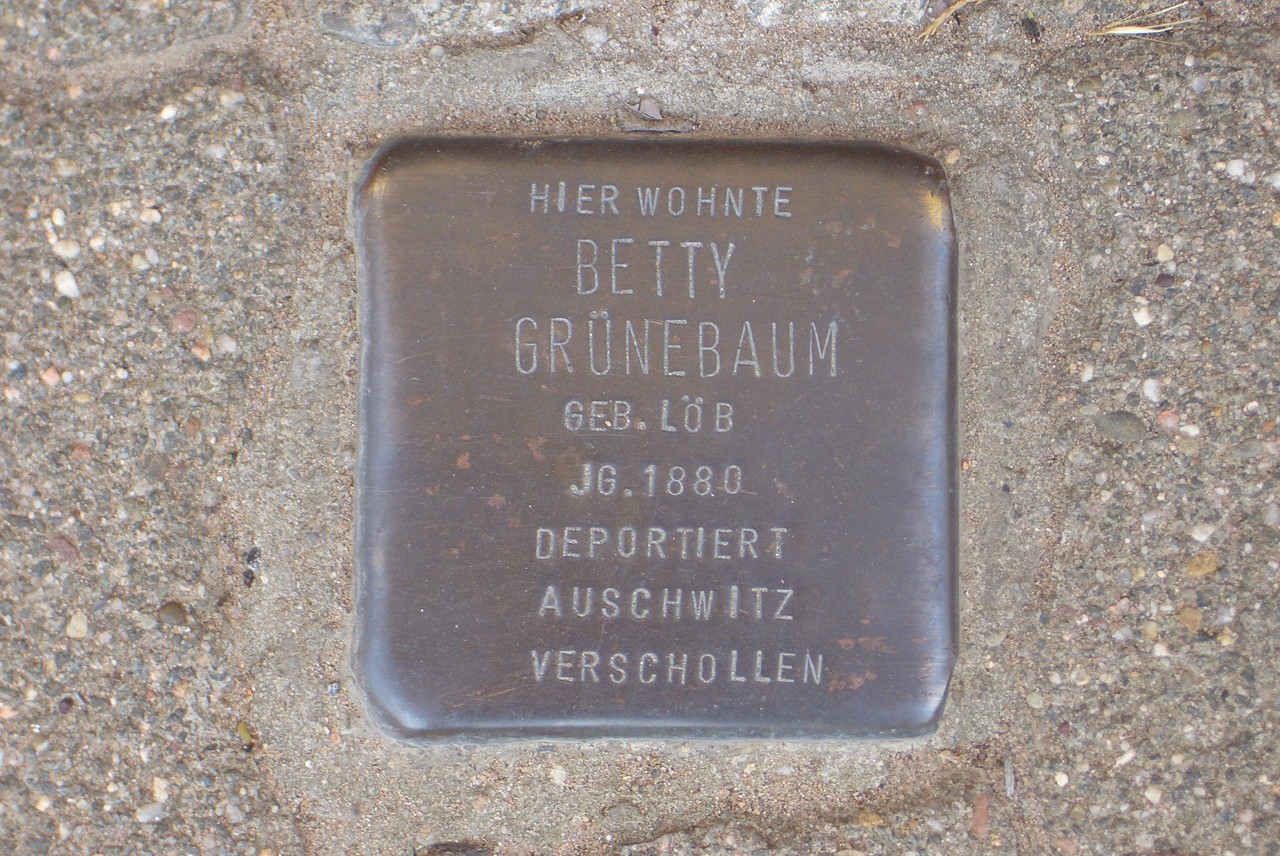 HIER WOHNTE
BETTY
GRÜNEBAUM
GEB. LÖB
JG. 1880
DEPORTIERT
AUSCHWITZ
VERSCHOLLEN